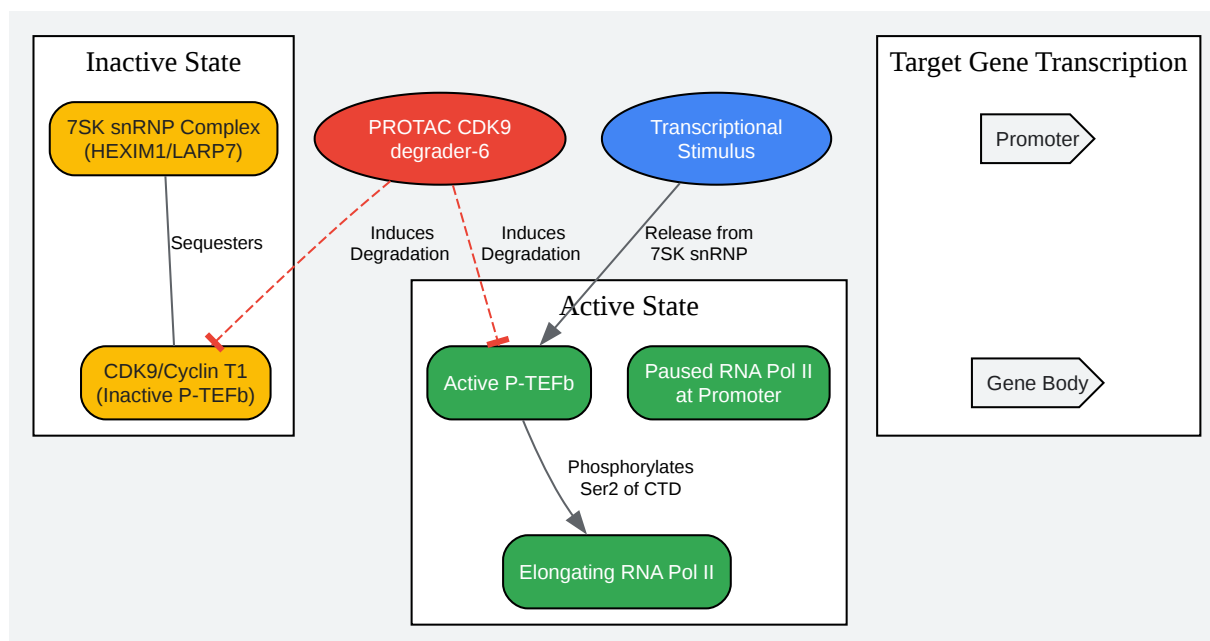 Inactive State
7SK snRNP Complex
(HEXIM1/LARP7)
Sequesters
CDK9/Cyclin T1
(Inactive P-TEFb)
PROTAC CDK9
degrader-6
Induces
Degradation
Induces
Degradation
Transcriptional
Stimulus
Release from
7SK snRNP
Active State
Active P-TEFb
Paused RNA Pol II
at Promoter
Phosphorylates
Ser2 of CTD
Elongating RNA Pol II
Target Gene Transcription
Promoter
Gene Body